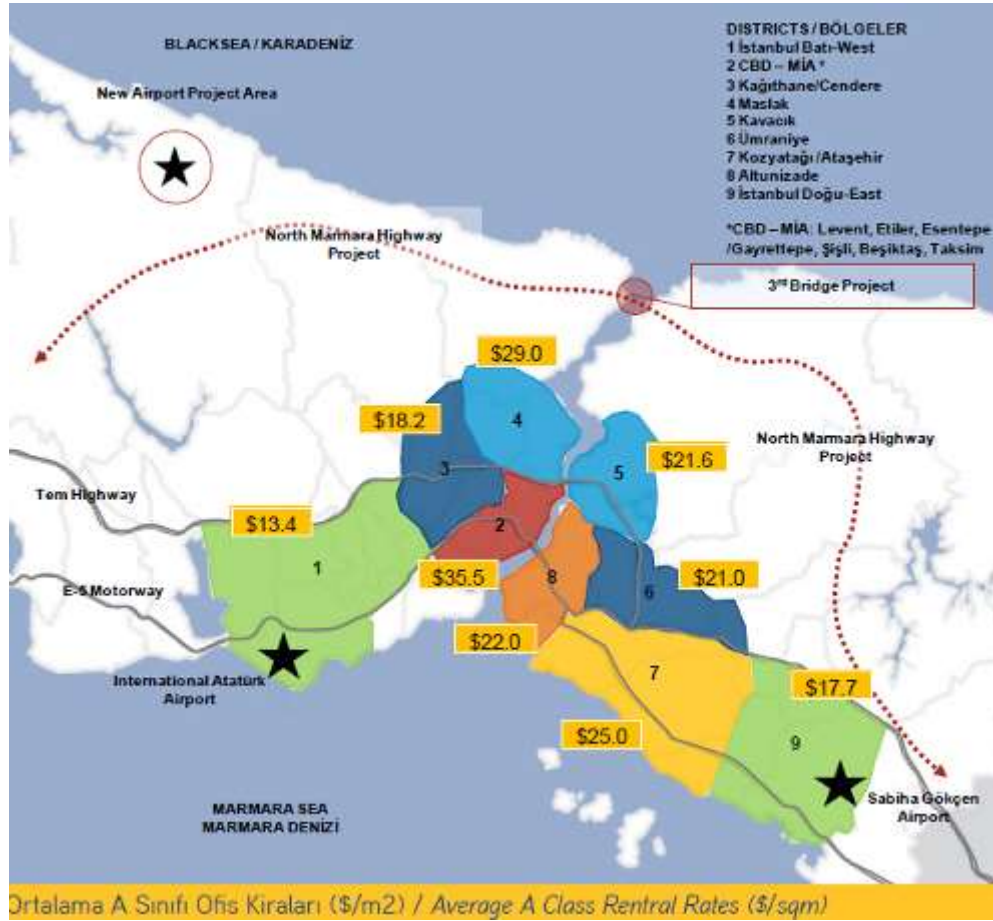 BLACKSEA / KARADENİZ
DISTRICTS / BÖLGELER
1 İstanbul Batı-West
2 CBD – MİA *
3 Kağıthane/Cendere
4 Maslak
5 Kavacık
6 Ümraniye
7 Kozyatağı/Ataşehir
8 Altunizade
9 İstanbul Doğu-East
*CBD – MİA: Levent, Etiler, Esentepe
/Gayrettepe, Şişli, Beşiktaş, Taksim
New Airport Project Area
North Marmara Highway
Project
3rd Bridge Project
$29.0
$18.2
4
North Marmara Highway
Project
$21.6
5
3
Tem Highway
$13.4
2
1
8
$35.5
$21.0
6
E-5 Motorway
$22.0
7
International Atatürk
Airport
$17.7
$25.0
9
Sabiha Gökçen
Airport
MARMARA SEA
MARMARA DENİZİ
Ortalama A Sınıfı Ofis Kiraları ($/m2) / Average A Class Rentral Rates ($/sqm)